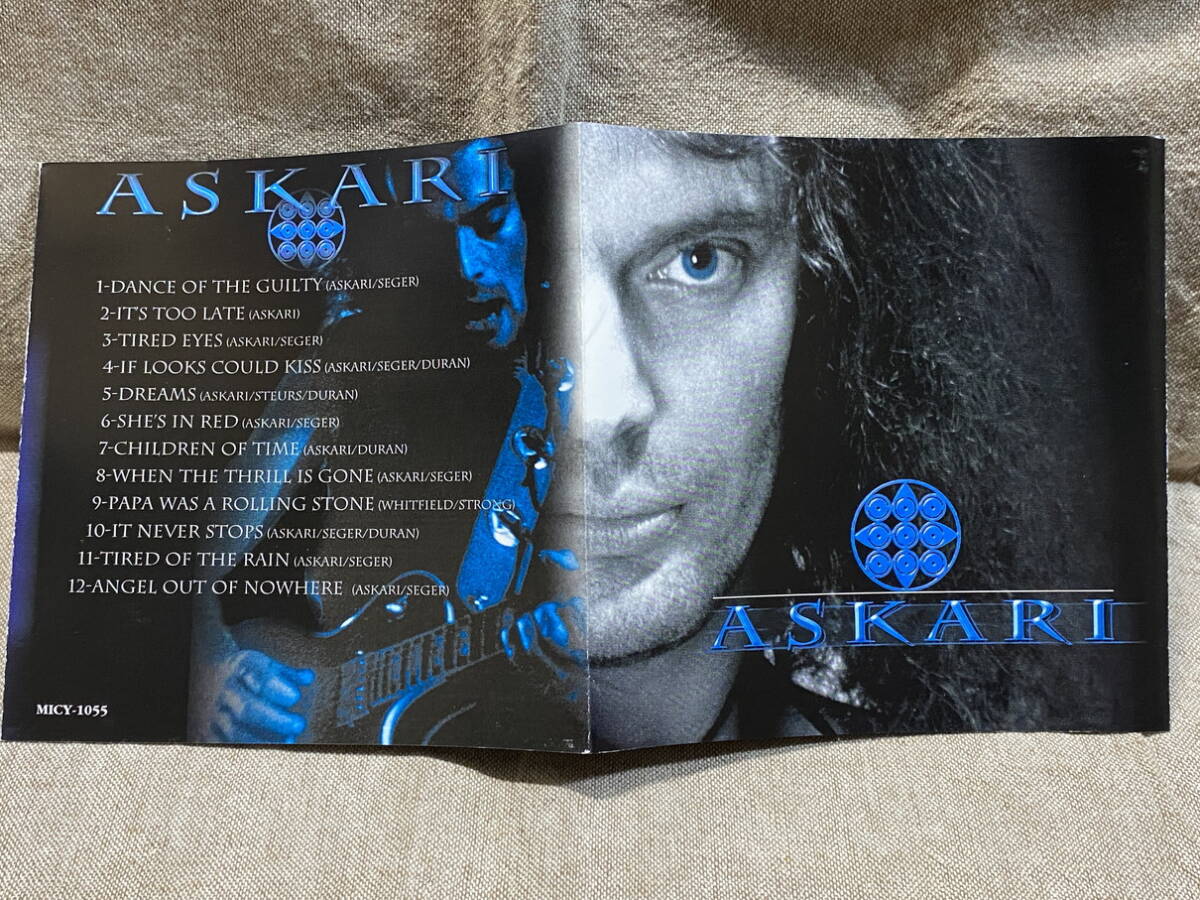 ASKARI
1-DANCE OF THE GUILTY (ASKARI/SEGER)
2-IT'S TOO LATE (ASKARI)
3-TIRED EYES (ASKARI/SEGER)
4-IF LOOKS COULD KISS (ASKARI/SEGER/DURAN)
5-DREAMS (ASKARI/STEURS/DURAN)
6-SHE'S IN RED (ASKARI/SEGER)
7-CHILDREN OF TIME (ASKARI/DURAN)
8-WHEN THE THRILL IS GONE (ASKARI/SEGER)
9-PAPA WAS A ROLLING STONE (WHITFIELD/STRONG)
10-IT NEVER STOPS (ASKARI/SEGER/DURAN)
11-TIRED OF THE RAIN (ASKARI/SEGER)
12-ANGEL OUT OF NOWHERE (ASKARI/SEGER)
MICY-1055
ASKARI